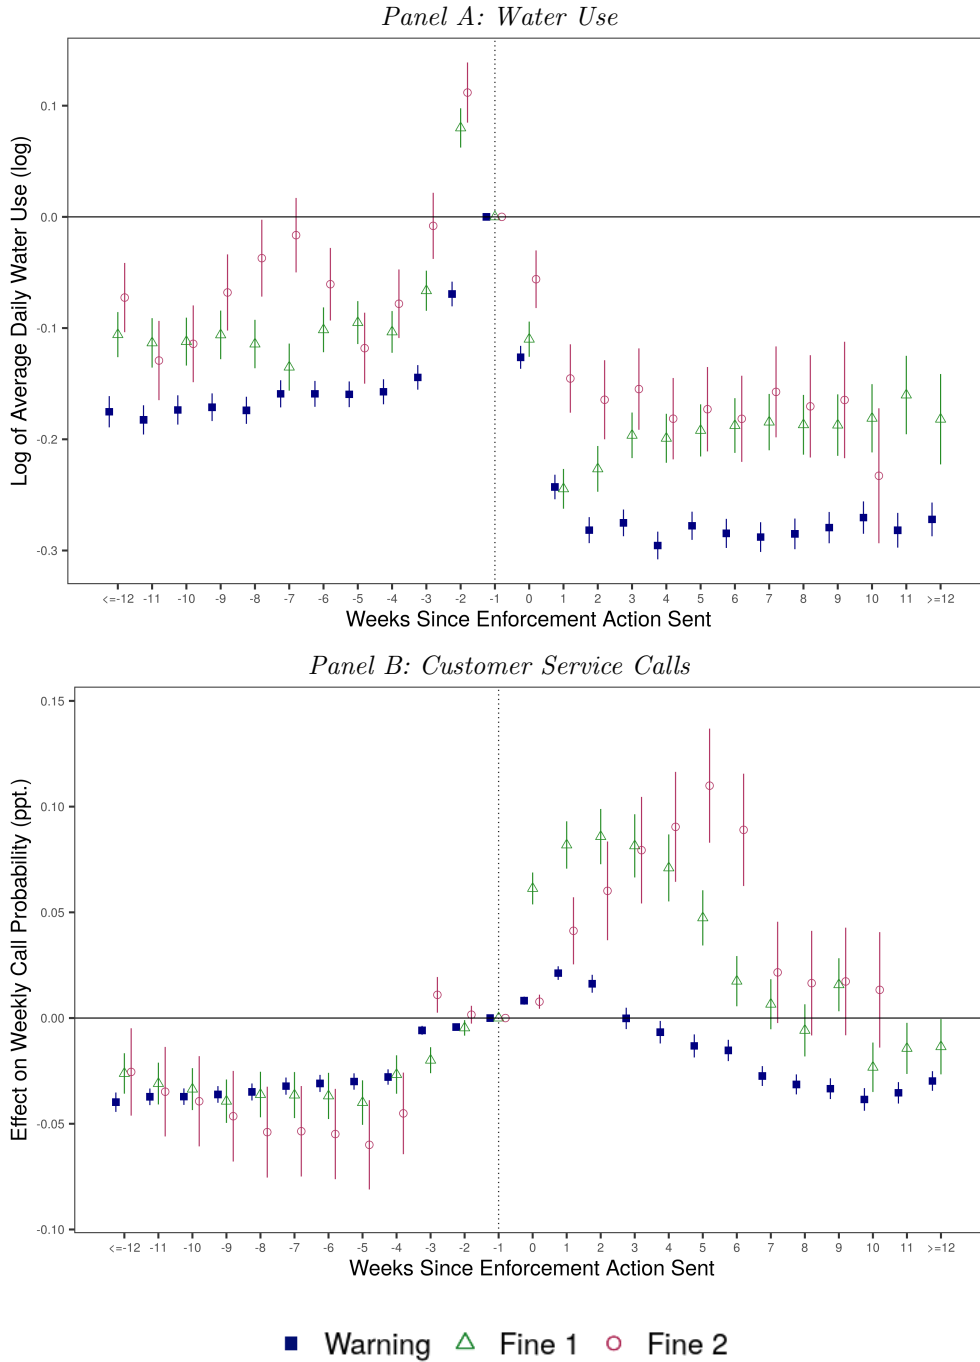 Panel A: Water Use
Log of Average Daily Water Use (log)
0.1
0.0
-0.1
-0.2
-0.3
<=-12 -11 -10 -9 -8 -7 -6 -5 -4 -3 -2 -1 0 1 2 3 4 5 6 7 8 9 10 11 >=12
Weeks Since Enforcement Action Sent
Panel B: Customer Service Calls
Effect on Weekly Call Probability (ppt.)
0.15
0.10
0.05
0.00
-0.05
-0.10
<=-12 -11 -10 -9 -8 -7 -6 -5 -4 -3 -2 -1 0 1 2 3 4 5 6 7 8 9 10 11 >=12
Weeks Since Enforcement Action Sent
Warning Fine 1 Fine 2